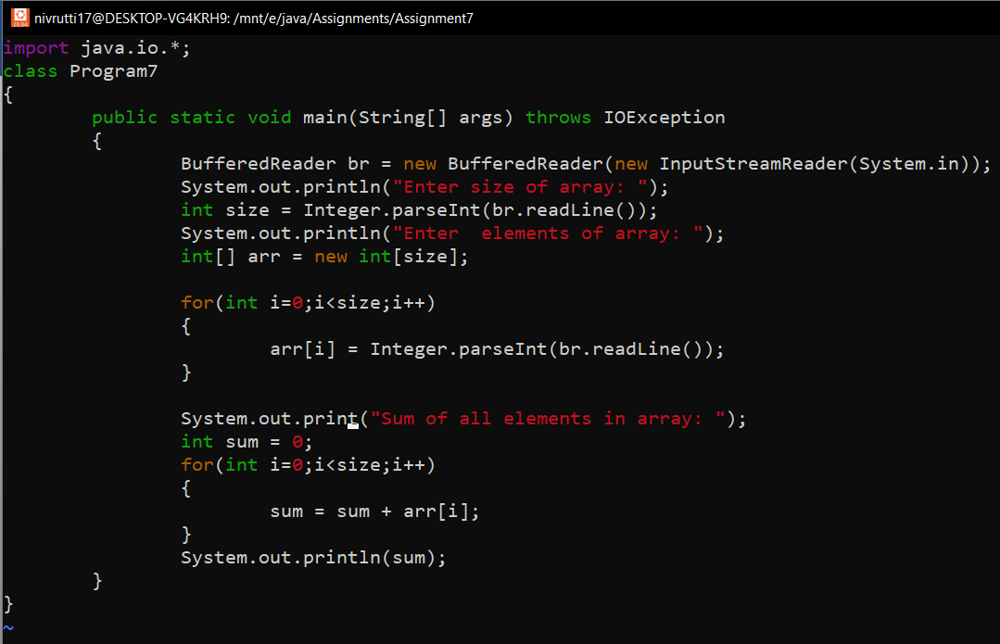 20.04 nivrutti17@DESKTOP-VG4KRH9: /mnt/e/java/Assignments/Assignment7
import java.io.*;
class Program7
{
        public static void main(String[] args) throws IOException
        {
                BufferedReader br = new BufferedReader(new InputStreamReader(System.in));
                System.out.println("Enter size of array: ");
                int size = Integer.parseInt(br.readLine());
                System.out.println("Enter  elements of array: ");
                int[] arr = new int[size];

                for(int i=0;i<size;i++)
                {
                        arr[i] = Integer.parseInt(br.readLine());
                }

                System.out.print("Sum of all elements in array: ");
                int sum = 0;
                for(int i=0;i<size;i++)
                {
                        sum = sum + arr[i];
                }
                System.out.println(sum);
        }
}
~